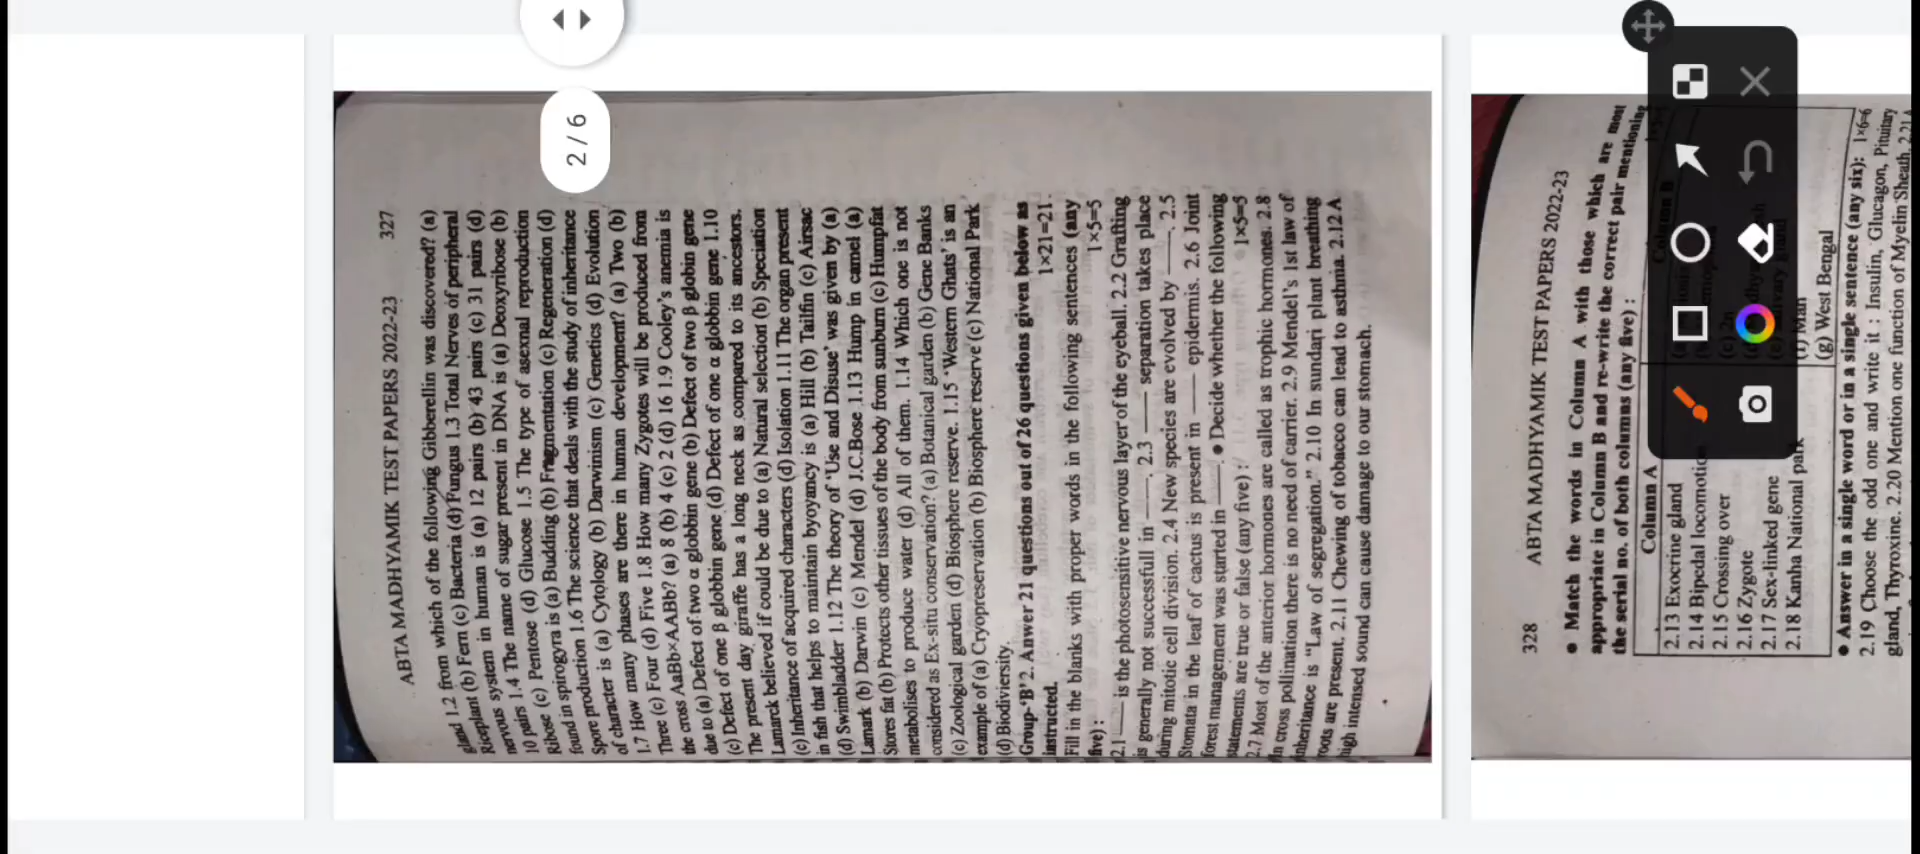 2/6
ABTA MADHYAMIK TEST PAPERS 2022-23 327
gland 1.2 from which of the following Gibberellin was discovered? (a)
Riceplant (b) Fern (c) Bacteria (d) Fungus 1.3 Total Nerves of peripheral
nervous system in human is (a) 12 pairs (b) 43 pairs (c) 31 pairs (d)
10 pairs 1.4 The name of sugar present in DNA is (a) Deoxyribose (b)
Ribose (c) Pentose (d) Glucose 1.5 The type of asexual reproduction
found in spirogyra is (a) Budding (b) Fragmentation (c) Regeneration (d)
Spore production 1.6 The science that deals with the study of inheritance
of character is (a) Cytology (b) Darwinism (c) Genetics (d) Evolution
1.7 How many phases are there in human development? (a) Two (b)
Three (c) Four (d) Five 1.8 How many Zygotes will be produced from
the cross AaBb×AABb? (a) 8 (b) 4 (c) 2 (d) 16 1.9 Cooley's anemia is
due to (a) Defect of two α globbin gene (b) Defect of two β globin gene
(c) Defect of one β globbin gene (d) Defect of one α globbin gene 1.10
The present day giraffe has a long neck as compared to its ancestors.
Lamarck believed if could be due to (a) Natural selection (b) Speciation
(c) Inheritance of acquired characters (d) Isolation 1.11 The organ present
in fish that helps to maintain byoyancy is (a) Hill (b) Tailfin (c) Airsac
(d) Swimbladder 1.12 The theory of 'Use and Disuse' was given by (a)
Lamark (b) Darwin (c) Mendel (d) J.C.Bose 1.13 Hump in camel (a)
Stores fat (b) Protects other tissues of the body from sunburn (c) Humpfat
metabolises to produce water (d) All of them. 1.14 Which one is not
considered as Ex-situ conservation? (a) Botanical garden (b) Gene Banks
(c) Zoological garden (d) Biosphere reserve. 1.15 'Western Ghats' is an
example of (a) Cryopreservation (b) Biosphere reserve (c) National Park
(d) Biodiviersity.
Group-'B' 2. Anwer 21 questions out of 26 questions given below as
instructed. 1×21=21.
Fill in the blanks with proper words in the following sentences (any
five) : 1×5=5
2.1 — is the photosensitive nervous layer of the eyeball. 2.2 Grafting
is generally not successfull in —. 2.3 — separation takes place
during mitotic cell division. 2.4 New species are evolved by —. 2.5
Stomata in the leaf of cactus is present in — epidermis. 2.6 Joint
forest management was started in —. ● Decide whether the following
statements are true or false (any five) : 1×5=5
2.7 Most of the anterior hormones are called as trophic hormones. 2.8
In cross pollination there is no need of carrier. 2.9 Mendel's 1st law of
inheritance is “Law of segregation.” 2.10 In sundari plant breathing
roots are present. 2.11 Chewing of tobacco can lead to asthma. 2.12 A
high intensed sound can cause damage to our stomach.
328 ABTA MADHYAMIK TEST PAPERS 2022-23
● Match the words in Column A with those which are most
appropriate in Column B and re-write the correct pair mentioning
the serial no. of both columns (any five) :
Column A Column B
2.13 Exocrine gland
2.14 Bipedal locomotion
2.15 Crossing over
2.16 Zygote
2.17 Sex-linked gene
2.18 Kanha National park (f) Man
(g) West Bengal
● Answer in a single word or in a single sentence (any six): 1×6=6
2.19 Choose the odd one and write it : Insulin, Glucagon, Pituitary
gland, Thyroxine. 2.20 Mention one function of Myelin Sheath. 2.21